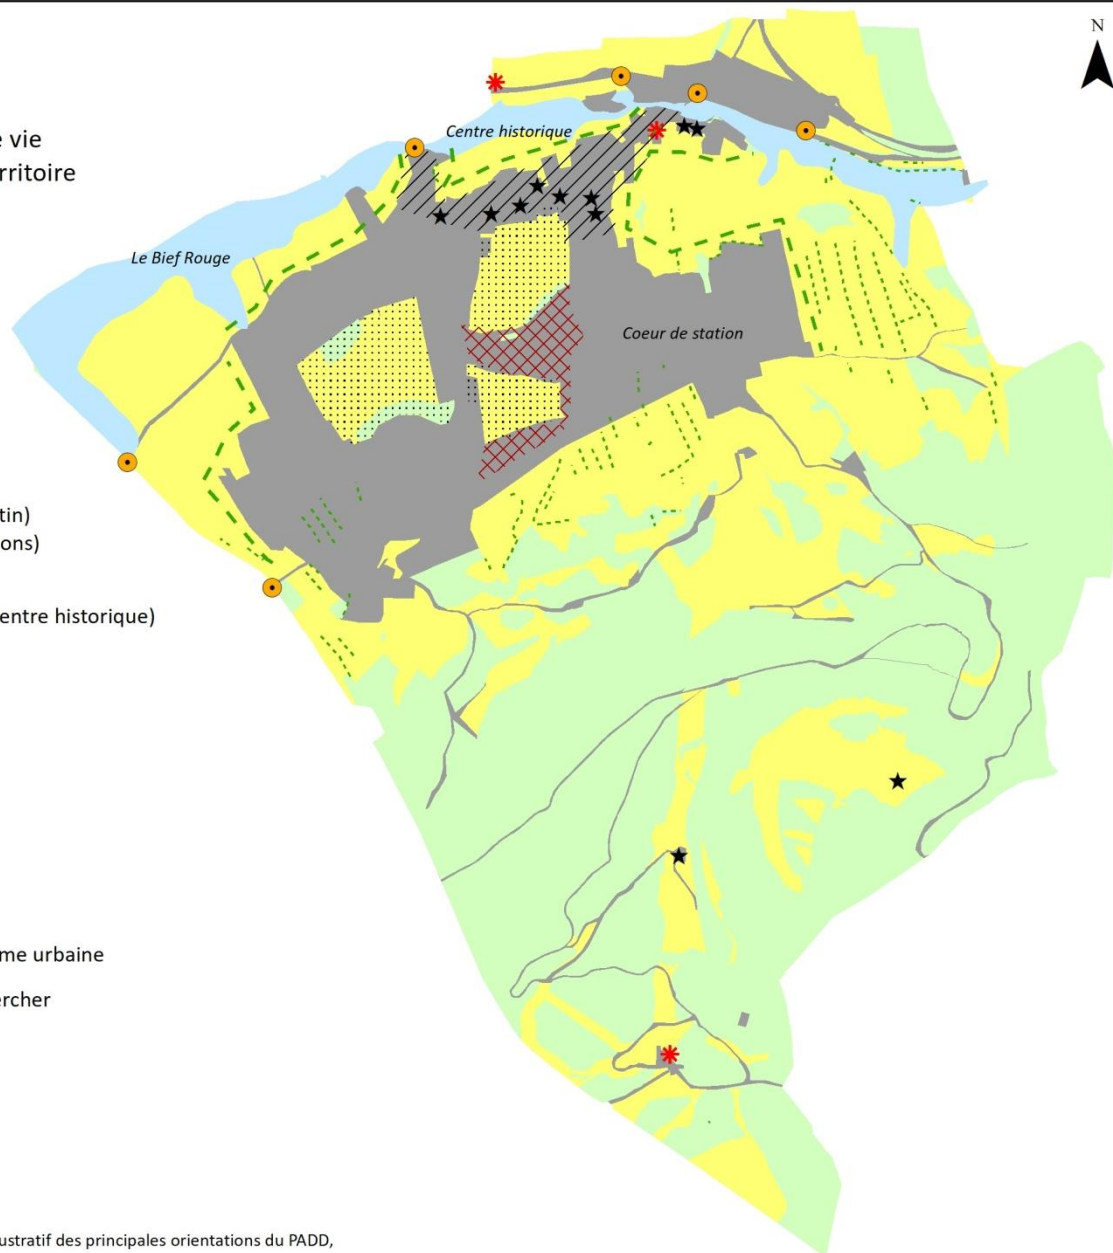 N
vie
Centre historique
rritoire
Le Bief Rouge
Coeur de station
tin)
ons)
entre historique)
me urbaine
ercher
ustratif des principales orientations du PADD,